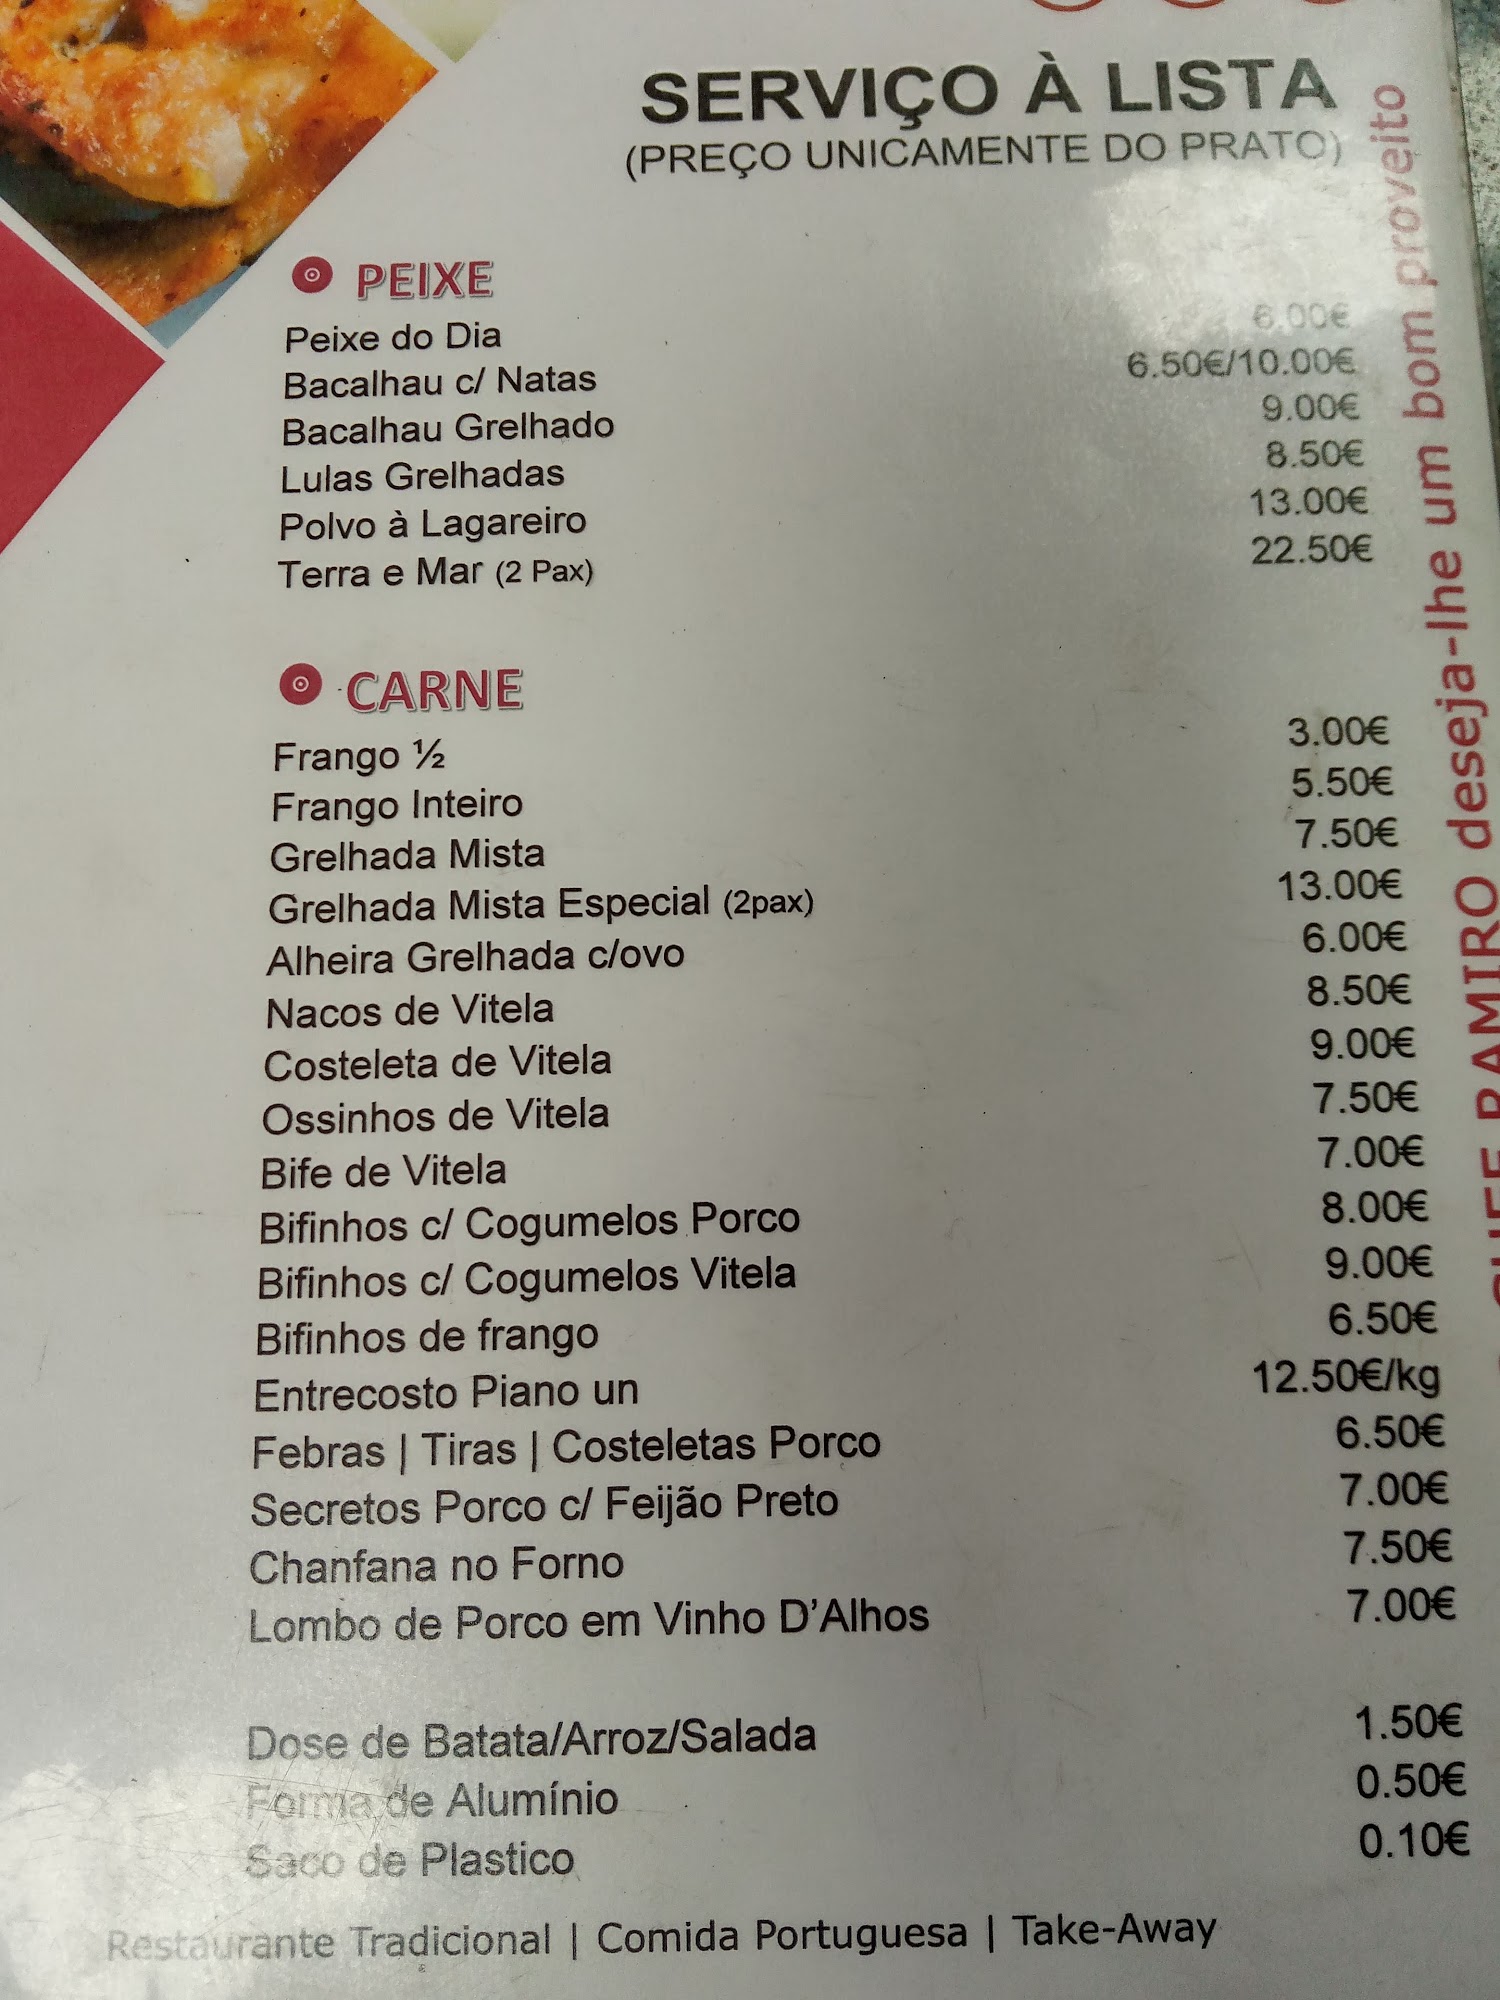 SERVIÇO À LISTA
(PREÇO UNICAMENTE DO PRATO)
PEIXE
Peixe do Dia 6.00€
Bacalhau c/ Natas 6.50€/10.00€
Bacalhau Grelhado 9.00€
Lulas Grelhadas 8.50€
Polvo à Lagareiro 13.00€
Terra e Mar (2 Pax) 22.50€
CARNE
Frango ½ 3.00€
Frango Inteiro 5.50€
Grelhada Mista 7.50€
Grelhada Mista Especial (2pax) 13.00€
Alheira Grelhada c/ovo 6.00€
Nacos de Vitela 8.50€
Costeleta de Vitela 9.00€
Ossinhos de Vitela 7.50€
Bife de Vitela 7.00€
Bifinhos c/ Cogumelos Porco 8.00€
Bifinhos c/ Cogumelos Vitela 9.00€
Bifinhos de frango 6.50€
Entrecosto Piano un 12.50€/kg
Febras | Tiras | Costeletas Porco 6.50€
Secretos Porco c/ Feijão Preto 7.00€
Chanfana no Forno 7.50€
Lombo de Porco em Vinho D'Alhos 7.00€
Dose de Batata/Arroz/Salada 1.50€
Forma de Alumínio 0.50€
Saco de Plastico 0.10€
Restaurante Tradicional | Comida Portuguesa | Take-Away
RAMIRO deseja-lhe um bom proveito